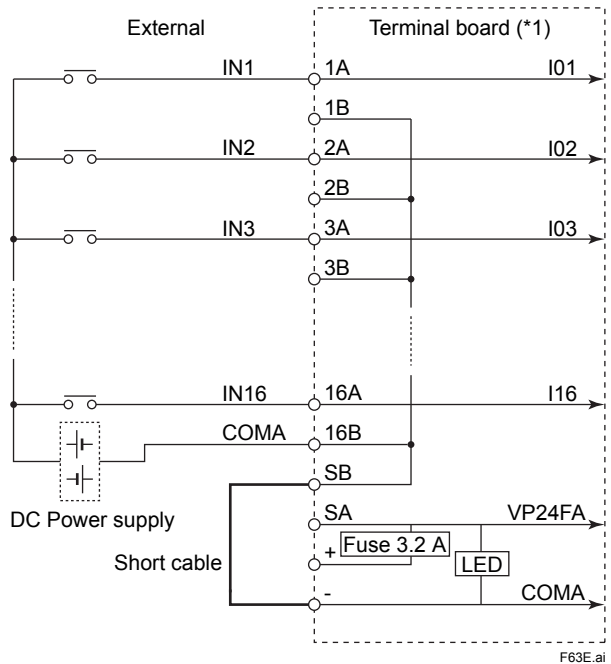 External
Terminal board (*1)
IN1
1A
I01
1B
IN2
2A
I02
2B
IN3
3A
I03
3B
IN16
16A
I16
COMA
16B
SB
DC Power supply
SA
VP24FA
Fuse 3.2 A
Short cable
+
LED
-
COMA
F63E.ai